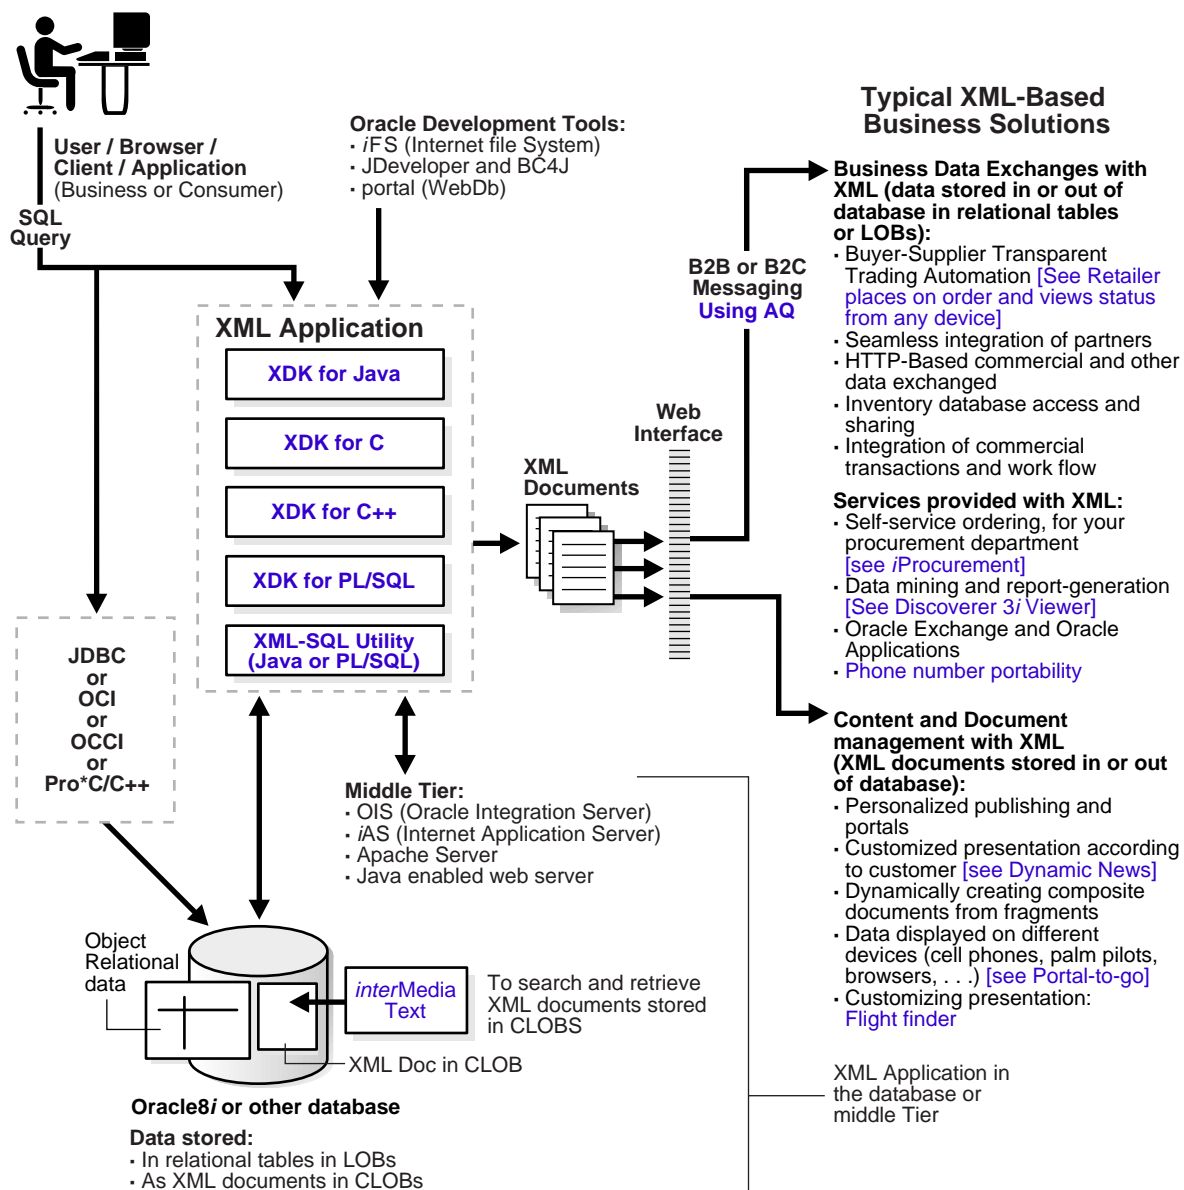 User / Browser /
Client / Application
(Business or Consumer)
SQL
Query
Oracle Development Tools:
· iFS (Internet file System)
· JDeveloper and BC4J
· portal (WebDb)
XML Application
XDK for Java
XDK for C
XDK for C++
XDK for PL/SQL
XML-SQL Utility
(Java or PL/SQL)
JDBC
or
OCI
or
OCCI
or
Pro*C/C++
XML
Documents
Web
Interface
B2B or B2C
Messaging
Using AQ
Middle Tier:
· OIS (Oracle Integration Server)
· iAS (Internet Application Server)
· Apache Server
· Java enabled web server
Object
Relational
data
interMedia
Text
To search and retrieve
XML documents stored
in CLOBS
XML Doc in CLOB
Oracle8i or other database
Data stored:
· In relational tables in LOBs
· As XML documents in CLOBs
Typical XML-Based
Business Solutions
Business Data Exchanges with
XML (data stored in or out of
database in relational tables
or LOBs):
· Buyer-Supplier Transparent
Trading Automation [See Retailer
places on order and views status
from any device]
· Seamless integration of partners
· HTTP-Based commercial and other
data exchanged
· Inventory database access and
sharing
· Integration of commercial
transactions and work flow
Services provided with XML:
· Self-service ordering, for your
procurement department
[see iProcurement]
· Data mining and report-generation
[See Discoverer 3i Viewer]
· Oracle Exchange and Oracle
Applications
· Phone number portability
Content and Document
management with XML
(XML documents stored in or out
of database):
· Personalized publishing and
portals
· Customized presentation according
to customer [see Dynamic News]
· Dynamically creating composite
documents from fragments
· Data displayed on different
devices (cell phones, palm pilots,
browsers, . . .) [see Portal-to-go]
· Customizing presentation:
Flight finder
XML Application in
the database or
middle Tier